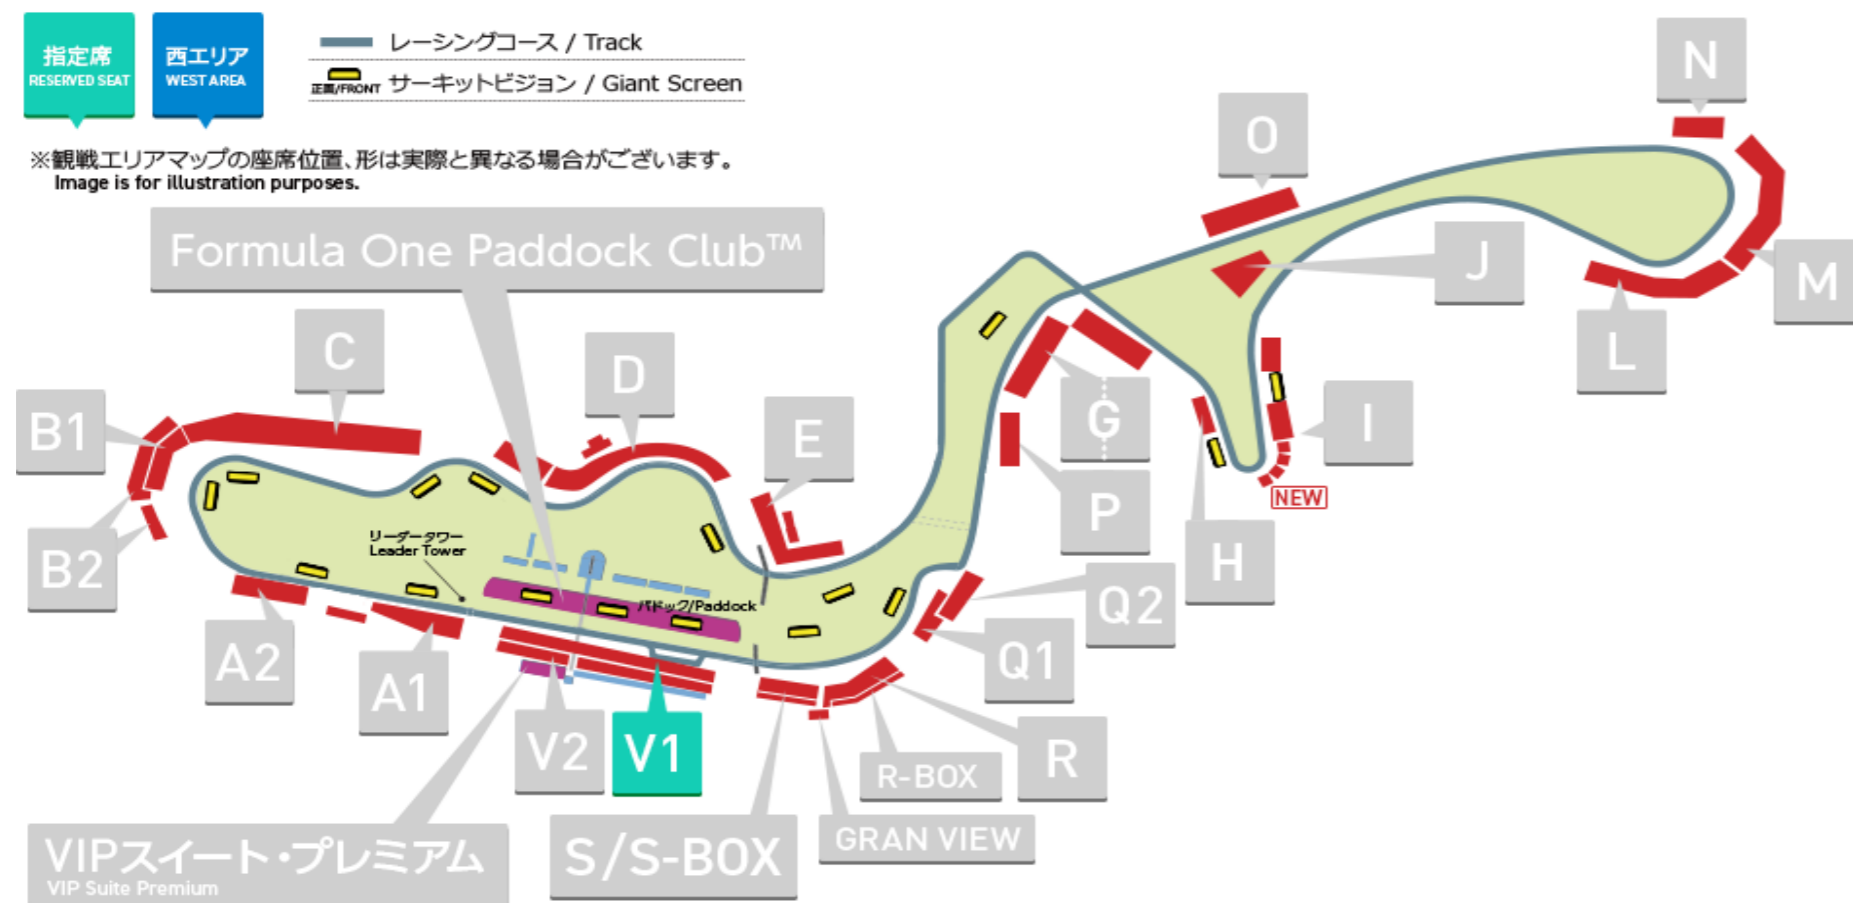 指定席
RESERVED SEAT
西エリア
WEST AREA
レーシングコース / Track
正面/FRONT サーキットビジョン / Giant Screen
※観戦エリアマップの座席位置、形は実際と異なる場合がございます。
Image is for illustration purposes.
Formula One Paddock Club™
N
O
J
M
L
C
D
B1
E
G
I
P
NEW
リーダータワー
Leader Tower
H
B2
パドック/Paddock
Q2
Q1
A2
A1
V2
V1
R
R-BOX
GRAN VIEW
S/S-BOX
VIPスイート・プレミアム
VIP Suite Premium